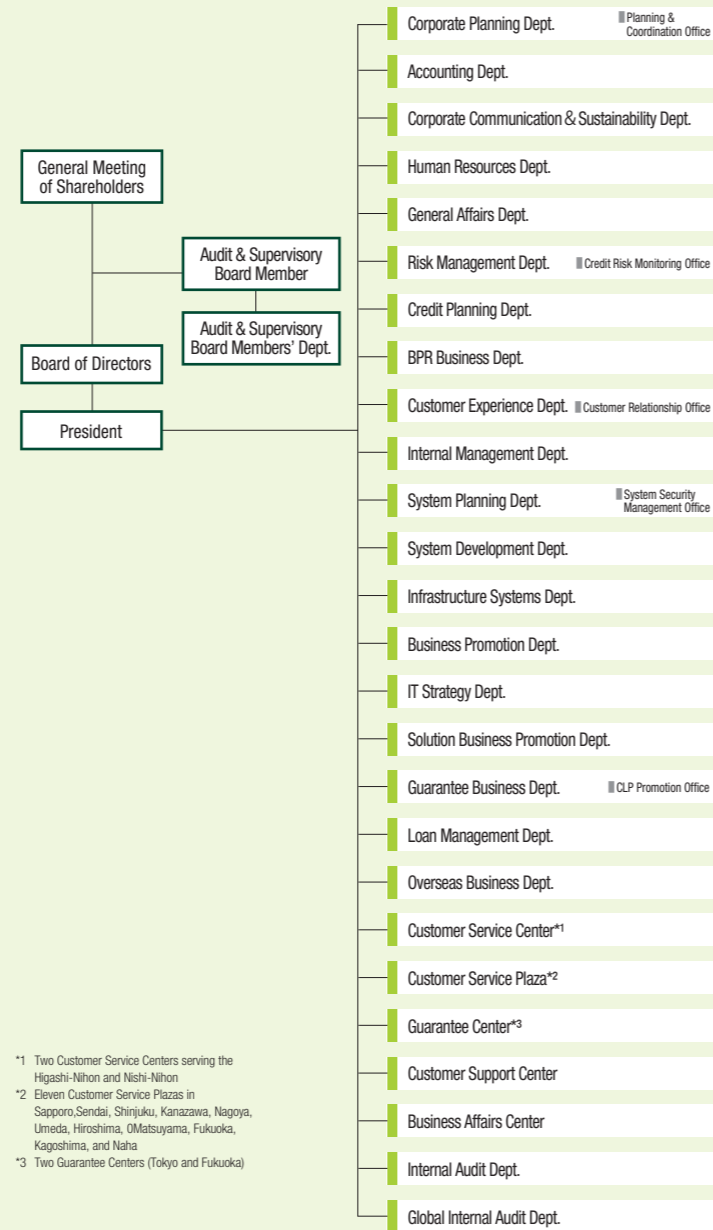 General Meeting
of Shareholders
Audit & Supervisory
Board Member
Audit & Supervisory
Board Members' Dept.
Board of Directors
President
Corporate Planning Dept.
Planning &
Coordination Office
Accounting Dept.
Corporate Communication & Sustainability Dept.
Human Resources Dept.
General Affairs Dept.
Risk Management Dept.
Credit Risk Monitoring Office
Credit Planning Dept.
BPR Business Dept.
Customer Experience Dept.
Customer Relationship Office
Internal Management Dept.
System Planning Dept.
System Security
Management Office
System Development Dept.
Infrastructure Systems Dept.
Business Promotion Dept.
IT Strategy Dept.
Solution Business Promotion Dept.
Guarantee Business Dept.
CLP Promotion Office
Loan Management Dept.
Overseas Business Dept.
Customer Service Center*1
Customer Service Plaza*2
Guarantee Center*3
Customer Support Center
Business Affairs Center
Internal Audit Dept.
Global Internal Audit Dept.
*1 Two Customer Service Centers serving the
Higashi-Nihon and Nishi-Nihon
*2 Eleven Customer Service Plazas in
Sapporo,Sendai, Shinjuku, Kanazawa, Nagoya,
Umeda, Hiroshima, 0Matsuyama, Fukuoka,
Kagoshima, and Naha
*3 Two Guarantee Centers (Tokyo and Fukuoka)